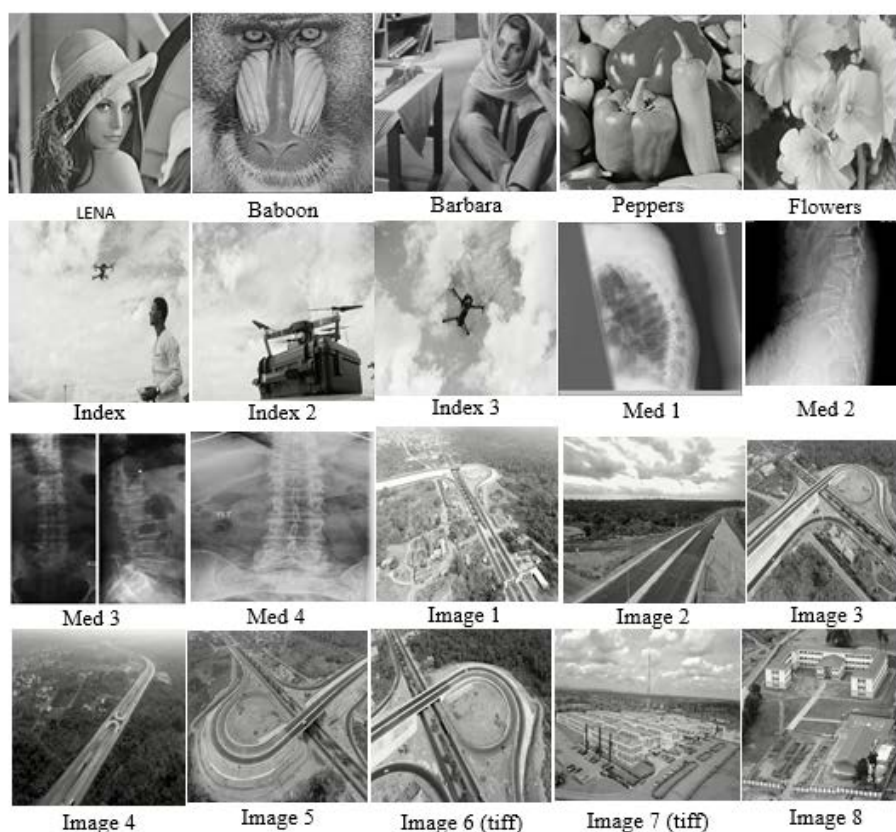 LENA Baboon Barbara Peppers Flowers
Index Index 2 Index 3 Med 1 Med 2
Med 3 Med 4 Image 1 Image 2 Image 3
Image 4 Image 5 Image 6 (tiff) Image 7 (tiff) Image 8